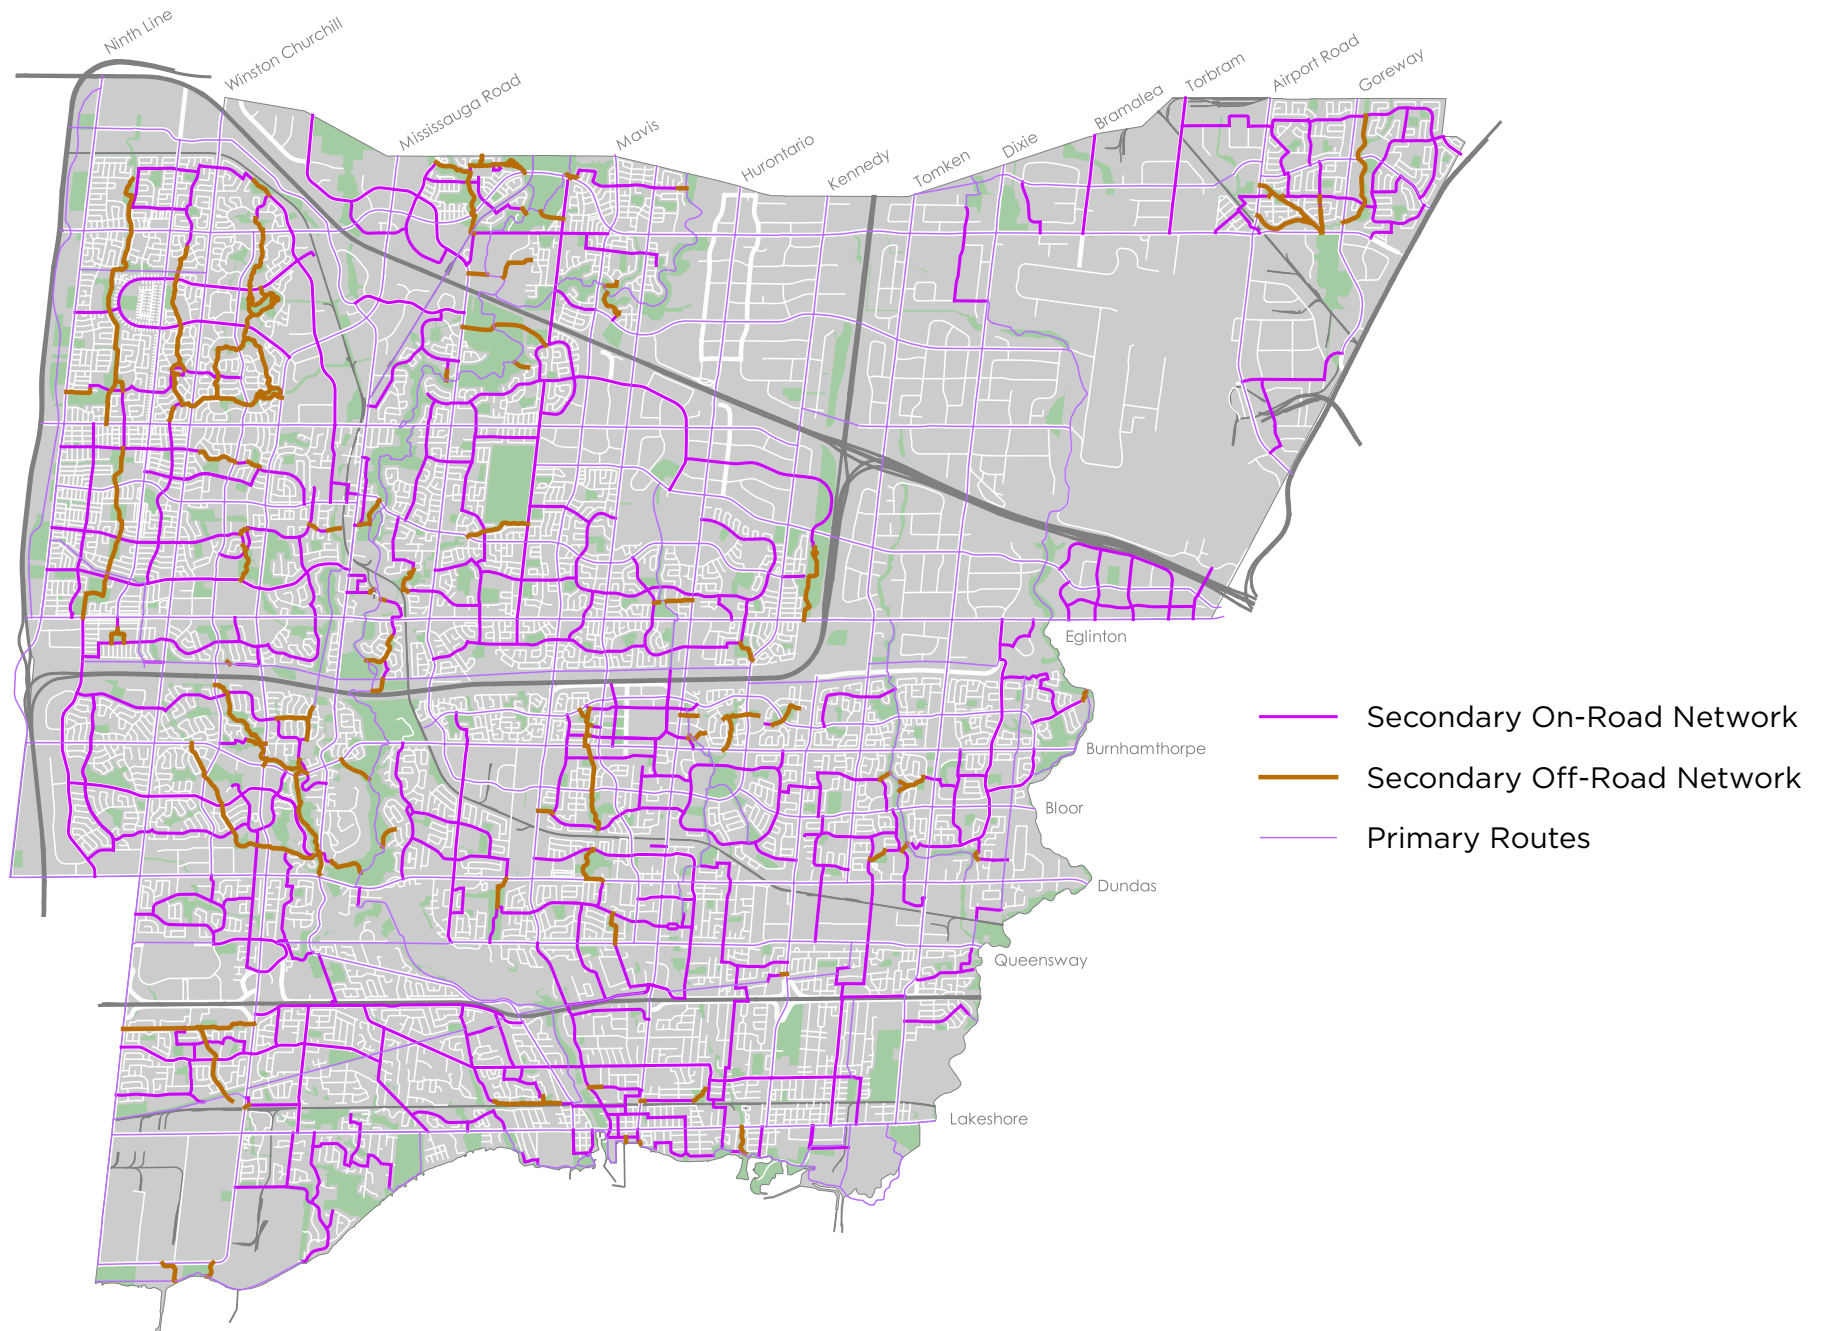 Ninth Line
Winston Churchill
Mississauga Road
Mavis
Hurontario
Kennedy
Tomken
Dixie
Bramalea
Torbram
Airport Road
Goreway
Eglinton
Burnhamthorpe
Bloor
Dundas
Queensway
Lakeshore
Secondary On-Road Network
Secondary Off-Road Network
Primary Routes